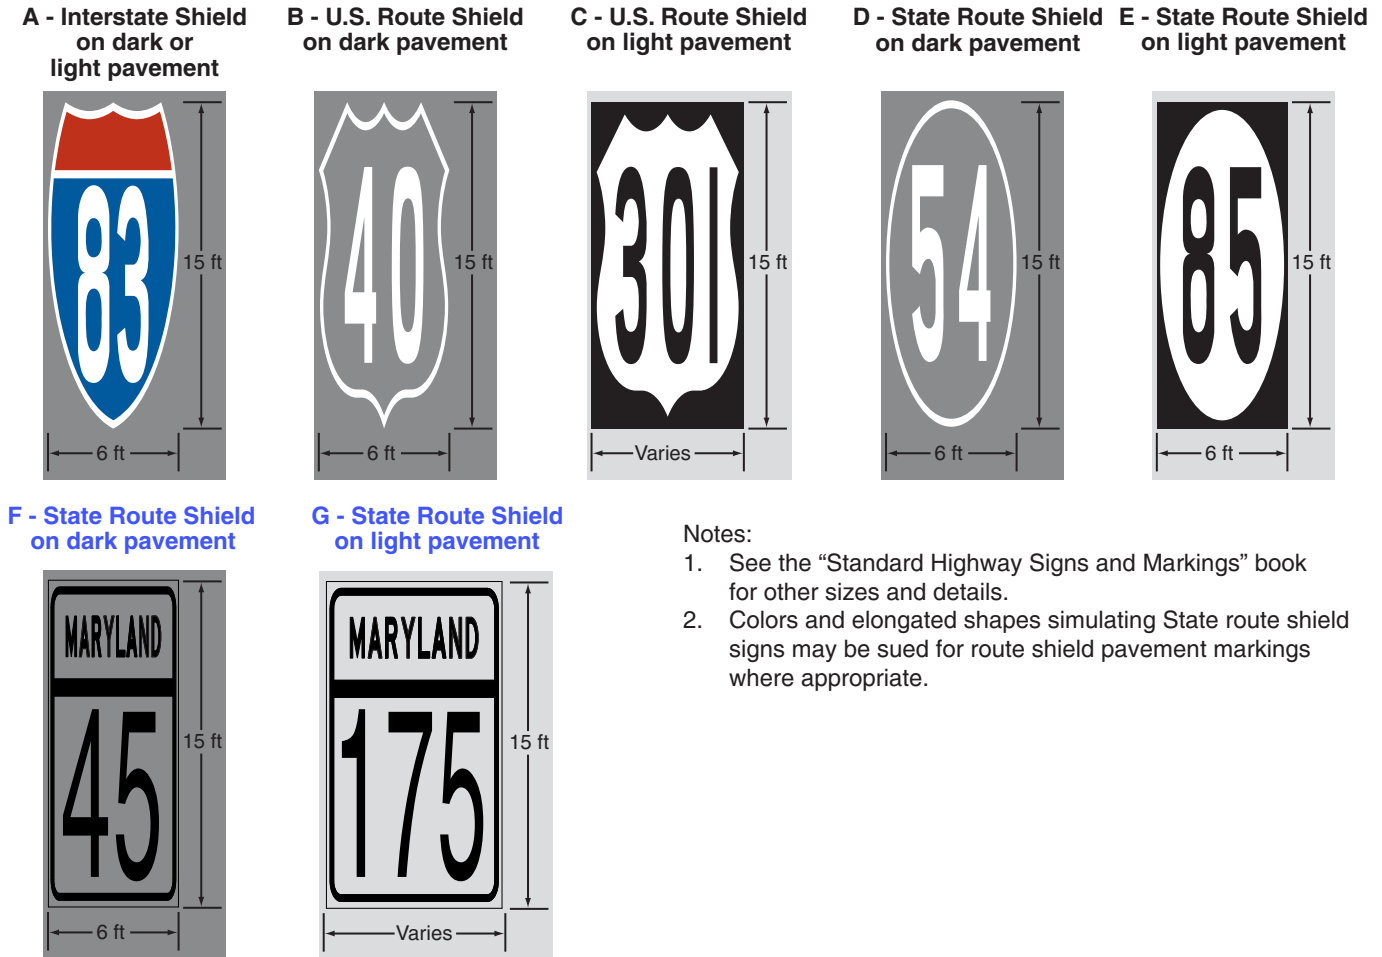 A - Interstate Shield
on dark or
light pavement
B - U.S. Route Shield
on dark pavement
C - U.S. Route Shield
on light pavement
D - State Route Shield
on dark pavement
E - State Route Shield
on light pavement
83
15 ft
6 ft
40
15 ft
6 ft
301
15 ft
Varies
54
15 ft
6 ft
85
15 ft
6 ft
F - State Route Shield
on dark pavement
G - State Route Shield
on light pavement
MARYLAND
45
15 ft
6 ft
MARYLAND
175
15 ft
Varies
Notes:
1. See the “Standard Highway Signs and Markings” book
for other sizes and details.
2. Colors and elongated shapes simulating State route shield
signs may be sued for route shield pavement markings
where appropriate.